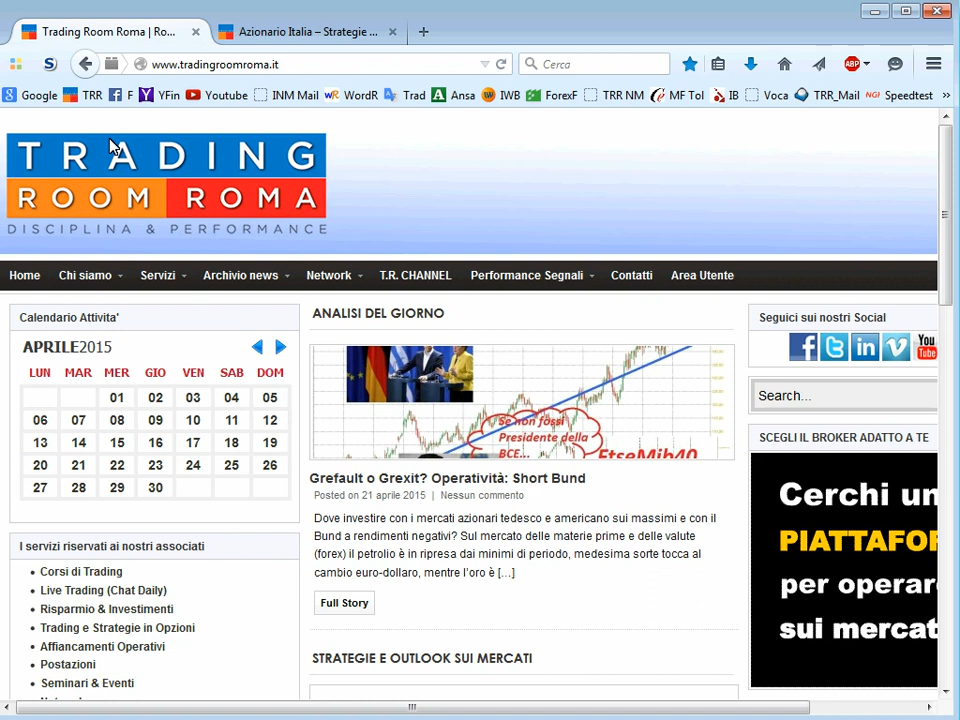 Trading Room Roma | Ro...
Azionario Italia – Strategie ...
www.tradingroomroma.it
Cerca
ABP
Google
TRR
F
YFin
Youtube
INM Mail
WordR
Trad
Ansa
IWB
ForexF
TRR NM
MF Tol
IB
Voca
TRR_Mail
Speedtest
TRADING
ROOM ROMA
DISCIPLINA & PERFORMANCE
Home
Chi siamo
Servizi
Archivio news
Network
T.R. CHANNEL
Performance Segnali
Contatti
Area Utente
Calendario Attivita'
APRILE2015
LUN MAR MER GIO VEN SAB DOM
01 02 03 04 05
06 07 08 09 10 11 12
13 14 15 16 17 18 19
20 21 22 23 24 25 26
27 28 29 30
I servizi riservati ai nostri associati
Corsi di Trading
Live Trading (Chat Daily)
Risparmio & Investimenti
Trading e Strategie in Opzioni
Affiancamenti Operativi
Postazioni
Seminari & Eventi
ANALISI DEL GIORNO
Se non fossi
Presidente della
BCE...
FtseMib40
Grefault o Grexit? Operatività: Short Bund
Posted on 21 aprile 2015 | Nessun commento
Dove investire con i mercati azionari tedesco e americano sui massimi e con il
Bund a rendimenti negativi? Sul mercato delle materie prime e delle valute
(forex) il petrolio è in ripresa dai minimi di periodo, medesima sorte tocca al
cambio euro-dollaro, mentre l'oro è [...]
Full Story
STRATEGIE E OUTLOOK SUI MERCATI
Seguici sui nostri Social
You
Tube
Search...
SCEGLI IL BROKER ADATTO A TE
Cerchi un
PIATTAFOR
per operare
sui mercat